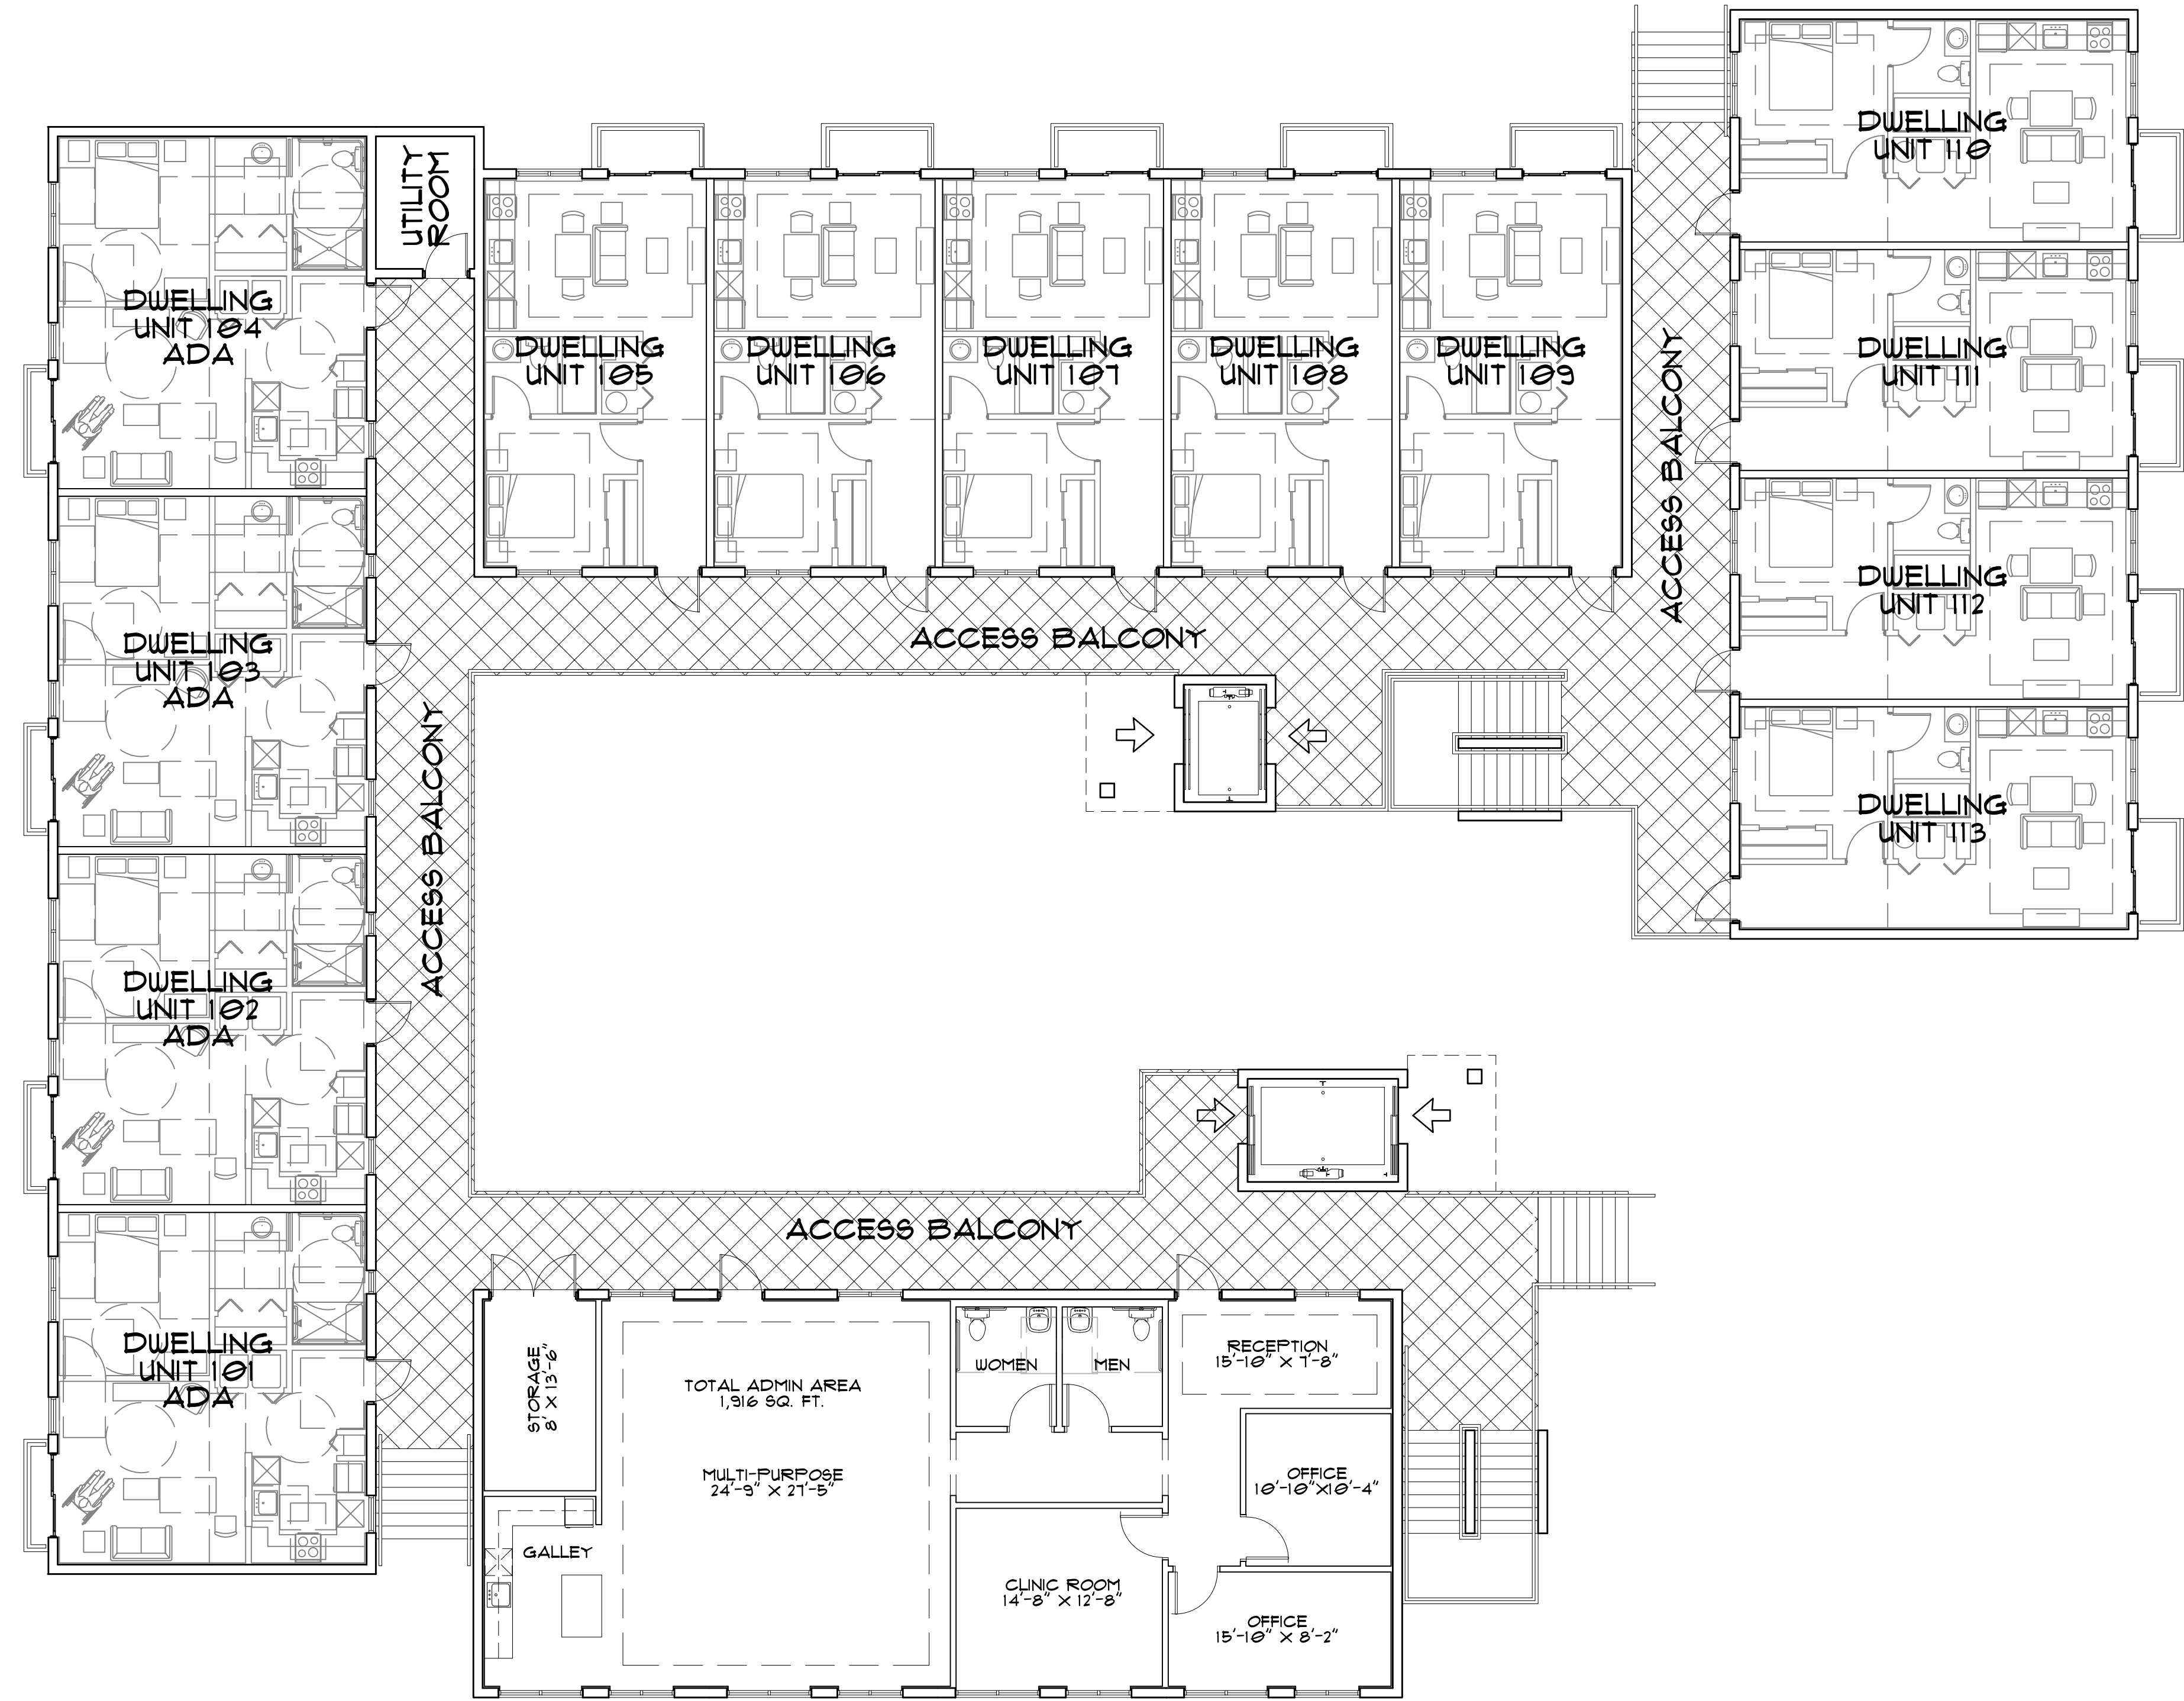 DWELLING
UNIT 110
DWELLING
UNIT 104
ADA
UTILITY
ROOM
DWELLING
UNIT 105
DWELLING
UNIT 106
DWELLING
UNIT 107
DWELLING
UNIT 108
DWELLING
UNIT 109
ACCESS BALCONY
DWELLING
UNIT 111
DWELLING
UNIT 112
DWELLING
UNIT 103
ADA
ACCESS BALCONY
ACCESS BALCONY
DWELLING
UNIT 113
DWELLING
UNIT 102
ADA
ACCESS BALCONY
DWELLING
UNIT 101
ADA
STORAGE
8' X 13'-6"
TOTAL ADMIN AREA
1,916 SQ. FT.
WOMEN
MEN
RECEPTION
15'-10" X 7'-8"
MULTI-PURPOSE
24'-9" X 27'-5"
OFFICE
10'-10"X10'-4"
GALLEY
CLINIC ROOM
14'-8" X 12'-8"
OFFICE
15'-10" X 8'-2"